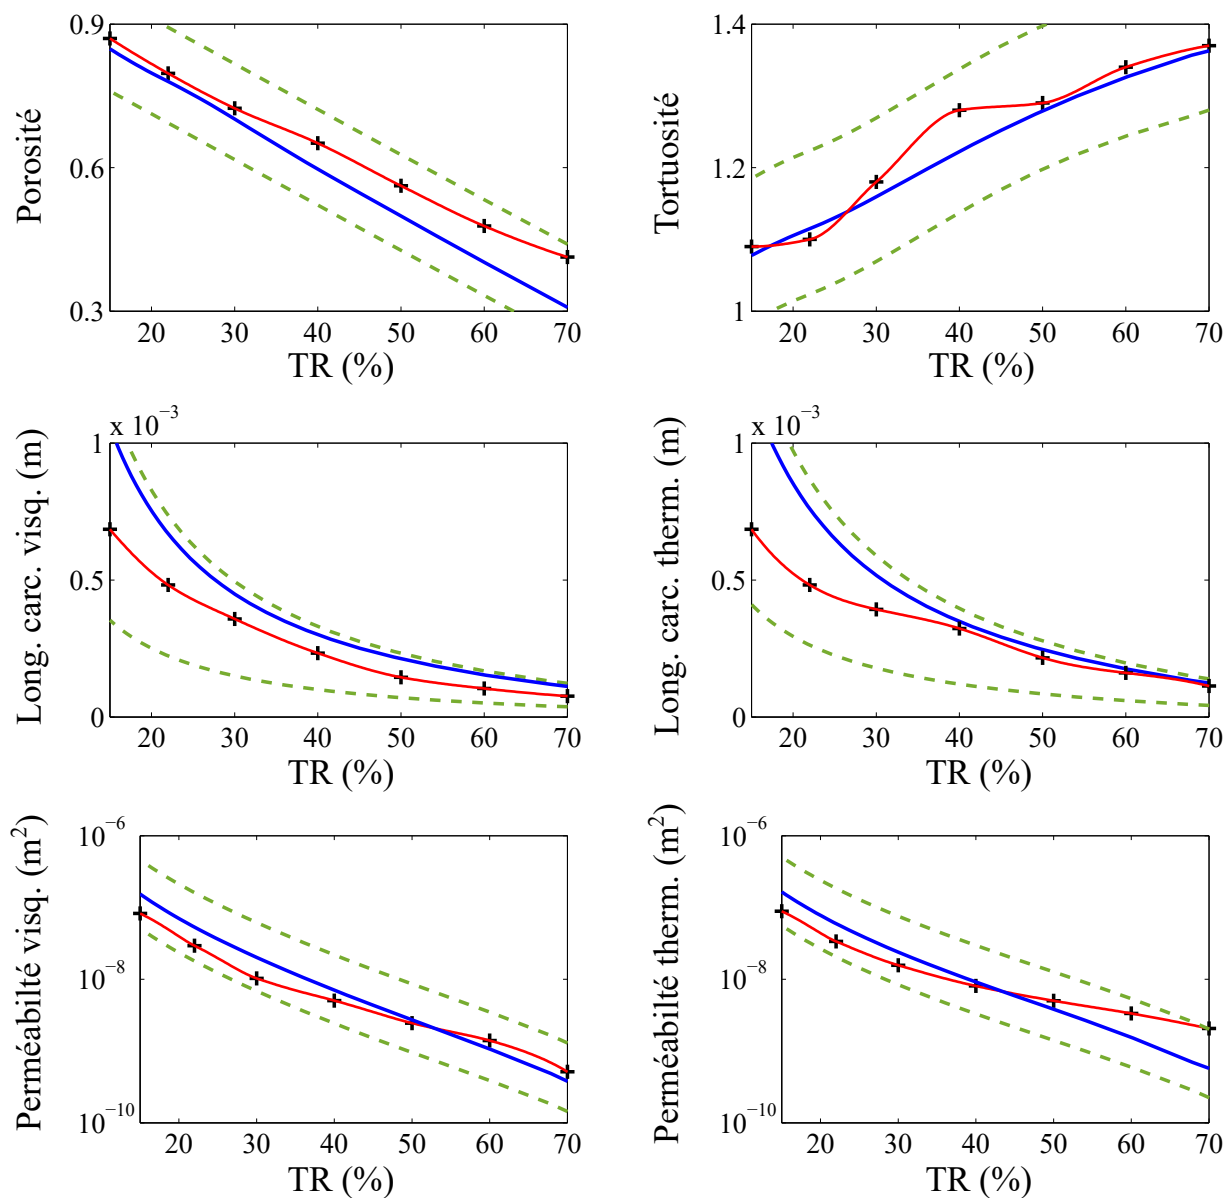 Porosité
0.9
0.6
0.3
20 30 40 50 60 70
TR (%)
Tortuosité
1.4
1.2
1
20 30 40 50 60 70
TR (%)
Long. carc. visq. (m)
x 10⁻³
1
0.5
0
20 30 40 50 60 70
TR (%)
Long. carc. therm. (m)
x 10⁻³
1
0.5
0
20 30 40 50 60 70
TR (%)
Perméabilté visq. (m²)
10⁻⁶
10⁻⁸
10⁻¹⁰
20 30 40 50 60 70
TR (%)
Perméabilté therm. (m²)
10⁻⁶
10⁻⁸
10⁻¹⁰
20 30 40 50 60 70
TR (%)